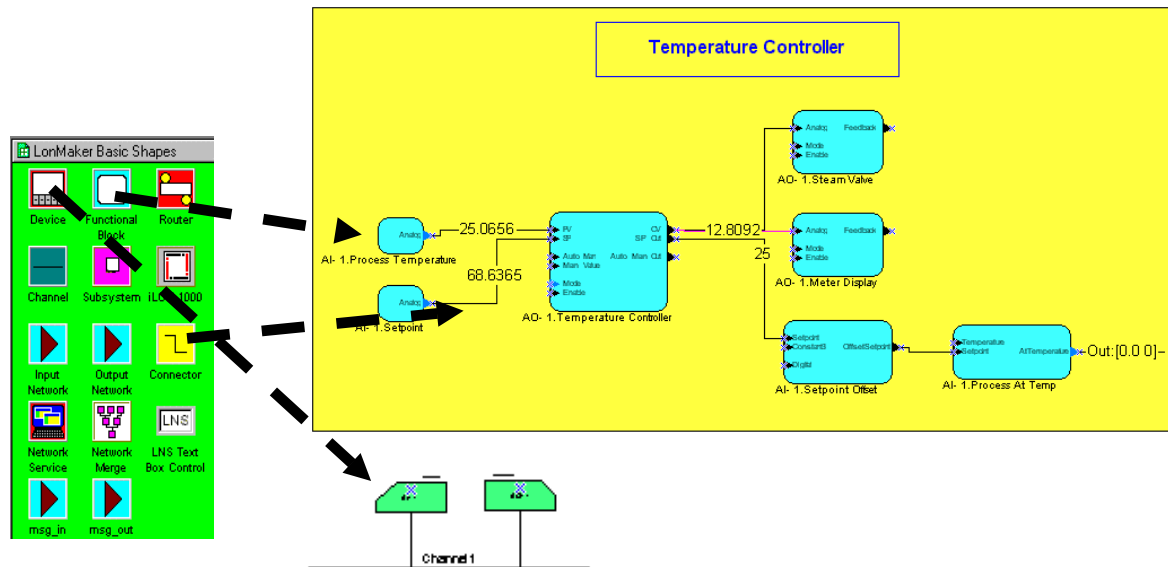 Temperature Controller
LonMaker Basic Shapes
Device
Functional
Block
Router
Channel
Subsystem
1000
Input
Network
Output
Network
Connector
Network
Service
Network
Merge
LNS
LNS Text
Box Control
msg_in
msg_out
Analog
AI- 1.Process Temperature
25.0656
Analog
AI- 1.Setpoint
68.6365
PV
SP
Auto Man
Man Value
Mode
Enable
CV
SP Out
Auto Man Out
AO- 1.Temperature Controller
12.8092
25
Analog
Feedback
Mode
Enable
AO- 1.Steam Valve
Analog
Feedback
Mode
Enable
AO- 1.Meter Display
Setpoint
ConstantB
Digital
OffsetSetpoint
AI- 1.Setpoint Offset
Temperature
Setpoint
AtTemperature
AI- 1.Process At Temp
Out:[0.0 0]
Channel 1